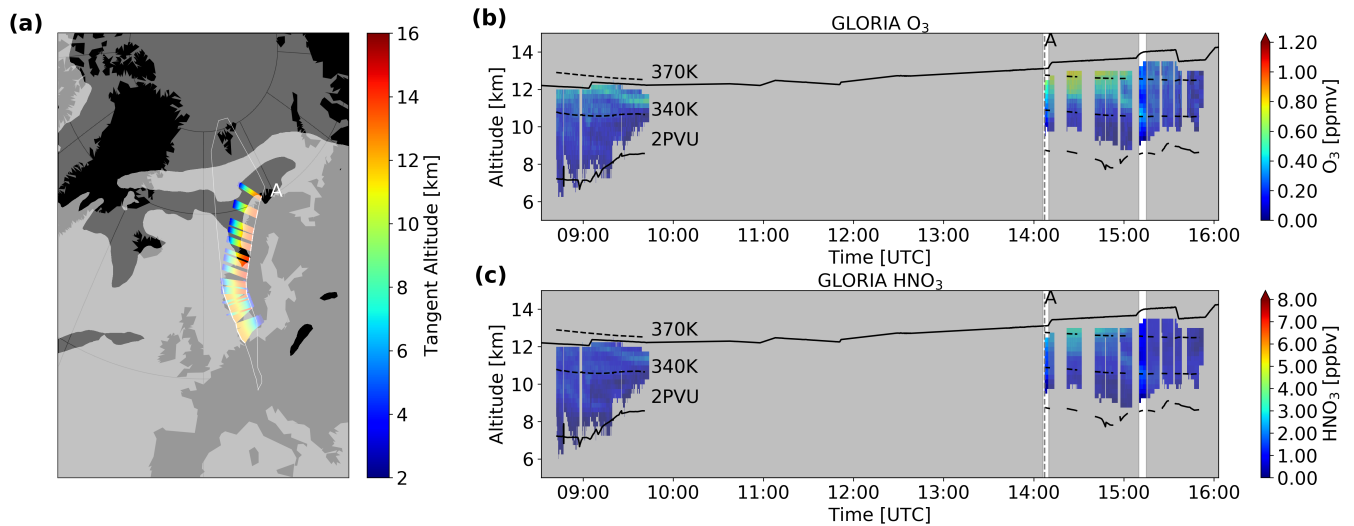 (a)
A
16
14
12
10
8
6
4
2
Tangent Altitude [km]
(b)
GLORIA O₃
A
14
12
10
8
6
Altitude [km]
370K
340K
2PVU
09:00 10:00 11:00 12:00 13:00 14:00 15:00 16:00
Time [UTC]
1.20
1.00
0.80
0.60
0.40
0.20
0.00
O₃ [ppmv]
(c)
GLORIA HNO₃
A
14
12
10
8
6
Altitude [km]
370K
340K
2PVU
09:00 10:00 11:00 12:00 13:00 14:00 15:00 16:00
Time [UTC]
8.00
7.00
6.00
5.00
4.00
3.00
2.00
1.00
0.00
HNO₃ [ppbv]